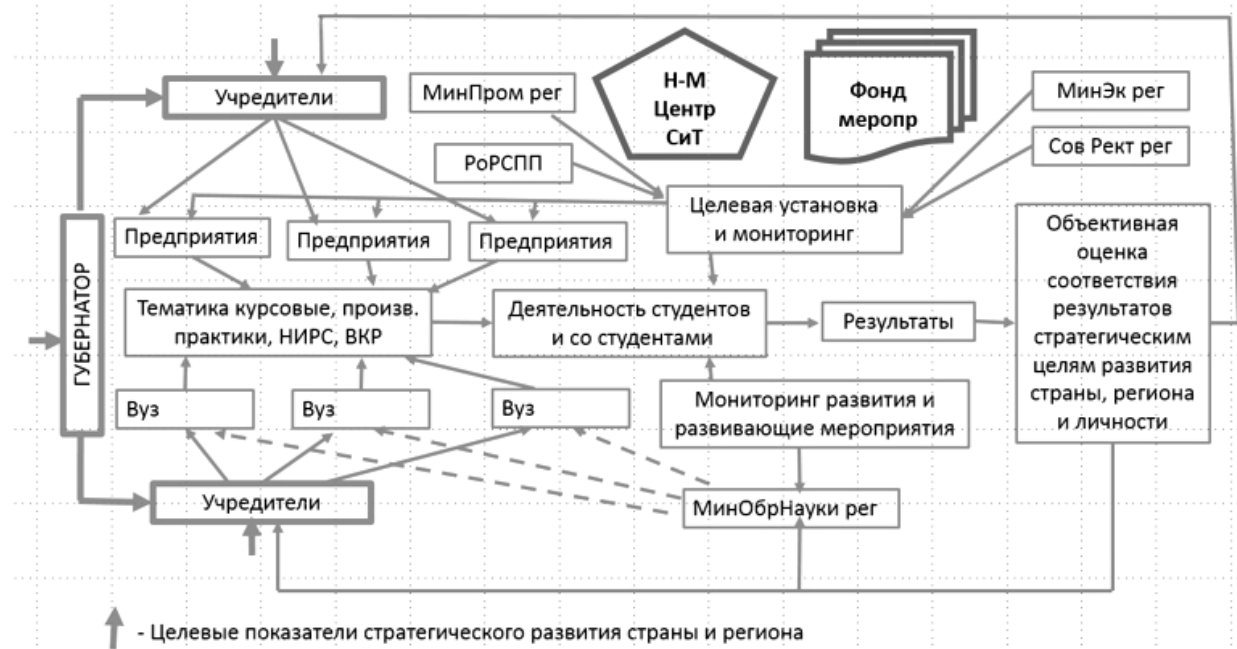 Учредители
МинПром рег
Н-М
Центр
СиТ
Фонд
меропр
МинЭк рег
РоРСПП
Сов Рект рег
ГУБЕРНАТОР
Предприятия
Предприятия
Предприятия
Целевая установка
и мониторинг
Объективная
оценка
соответствия
результатов
стратегическим
целям развития
страны, региона
и личности
Тематика курсовые, произв.
практики, НИРС, ВКР
Деятельность студентов
и со студентами
Результаты
Вуз
Вуз
Вуз
Мониторинг развития и
развивающие мероприятия
Учредители
МинОбрНауки рег
- Целевые показатели стратегического развития страны и региона